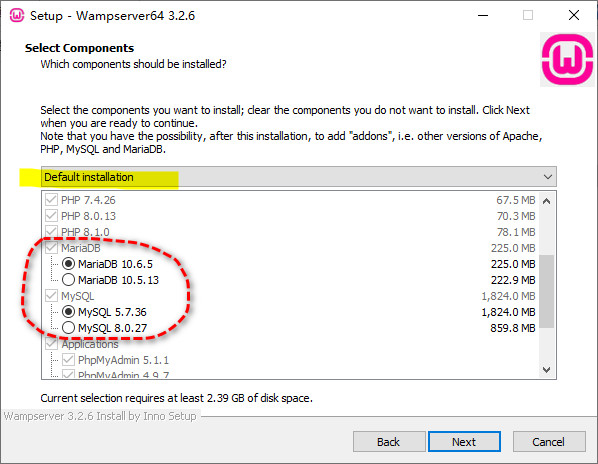 Setup - Wampserver64 3.2.6
Select Components
Which components should be installed?
Select the components you want to install; clear the components you do not want to install. Click Next
when you are ready to continue.
Note that you have the possibility, after this installation, to add "addons", i.e. other versions of Apache,
PHP, MySQL and MariaDB.
Default installation
PHP 7.4.26 67.5 MB
PHP 8.0.13 70.3 MB
PHP 8.1.0 78.1 MB
MariaDB 225.0 MB
MariaDB 10.6.5 225.0 MB
MariaDB 10.5.13 222.9 MB
MySQL 1,824.0 MB
MySQL 5.7.36 1,824.0 MB
MySQL 8.0.27 859.8 MB
Applications
PhpMyAdmin 5.1.1
PhpMyAdmin 4.9.7
Current selection requires at least 2.39 GB of disk space.
Wampserver 3.2.6 Install by Inno Setup
Back Next Cancel